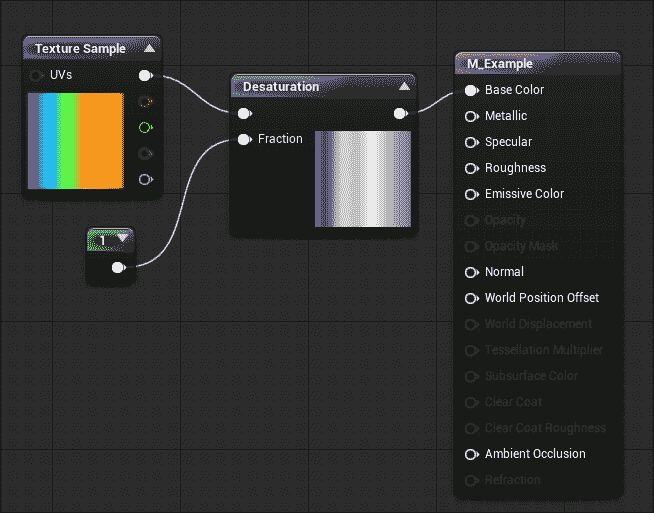 Texture Sample
UVs
1
Desaturation
Fraction
M_Example
Base Color
Metallic
Specular
Roughness
Emissive Color
Opacity
Opacity Mask
Normal
World Position Offset
World Displacement
Tessellation Multiplier
Subsurface Color
Clear Coat
Clear Coat Roughness
Ambient Occlusion
Refraction